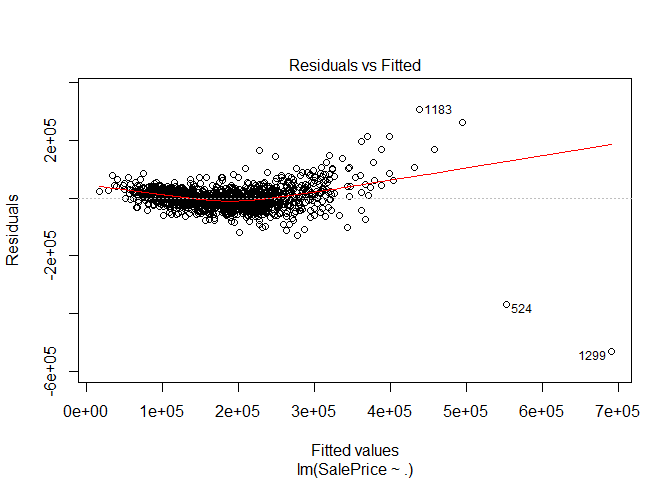 Residuals vs Fitted
Residuals
2e+05
-2e+05
-6e+05
1183
524
1299
0e+00 1e+05 2e+05 3e+05 4e+05 5e+05 6e+05 7e+05
Fitted values
lm(SalePrice ~ .)